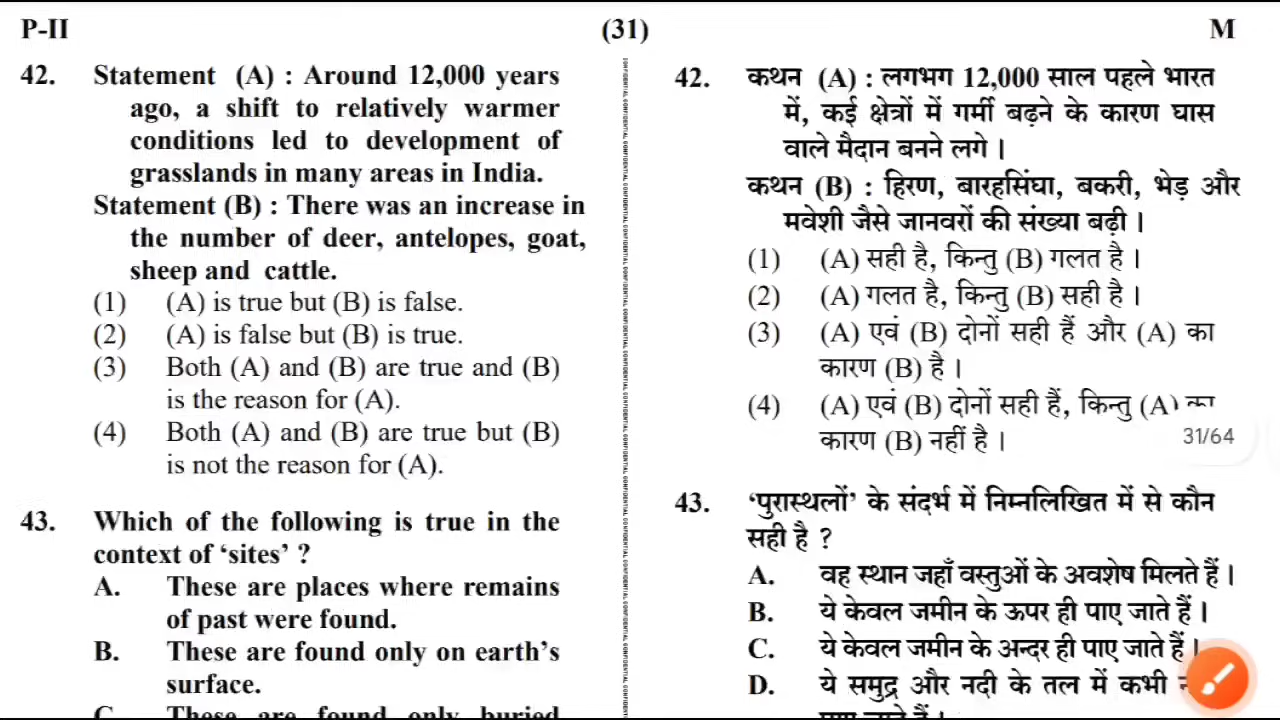 P-II
(31)
M
42. Statement (A) : Around 12,000 years
ago, a shift to relatively warmer
conditions led to development of
grasslands in many areas in India.
Statement (B) : There was an increase in
the number of deer, antelopes, goat,
sheep and cattle.
(1) (A) is true but (B) is false.
(2) (A) is false but (B) is true.
(3) Both (A) and (B) are true and (B)
is the reason for (A).
(4) Both (A) and (B) are true but (B)
is not the reason for (A).
43. Which of the following is true in the
context of ‘sites’ ?
A. These are places where remains
of past were found.
B. These are found only on earth’s
surface.
C. These are found only buried
42. कथन (A) : लगभग 12,000 साल पहले भारत
में, कई क्षेत्रों में गर्मी बढ़ने के कारण घास
वाले मैदान बनने लगे ।
कथन (B) : हिरण, बारहसिंघा, बकरी, भेड़ और
मवेशी जैसे जानवरों की संख्या बढ़ी ।
(1) (A) सही है, किन्तु (B) गलत है ।
(2) (A) गलत है, किन्तु (B) सही है ।
(3) (A) एवं (B) दोनों सही हैं और (A) का
कारण (B) है ।
(4) (A) एवं (B) दोनों सही हैं, किन्तु (A)
कारण (B) नहीं है ।
31/64
43. ‘पुरास्थलों’ के संदर्भ में निम्नलिखित में से कौन
सही है ?
A. वह स्थान जहाँ वस्तुओं के अवशेष मिलते हैं ।
B. ये केवल जमीन के ऊपर ही पाए जाते हैं ।
C. ये केवल जमीन के अन्दर ही पाए जाते हैं ।
D. ये समुद्र और नदी के तल में कभी